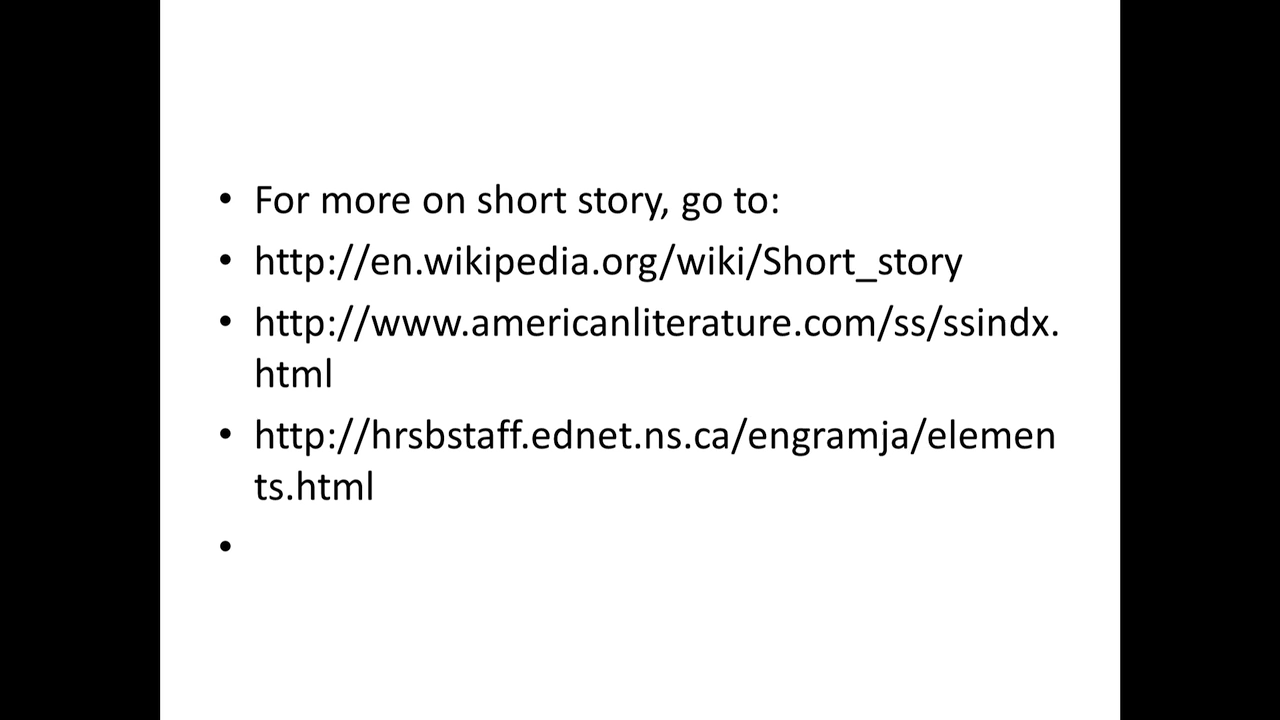 • For more on short story, go to:
• http://en.wikipedia.org/wiki/Short_story
• http://www.americanliterature.com/ss/ssindx.
html
• http://hrsbstaff.ednet.ns.ca/engramja/elemen
ts.html
•